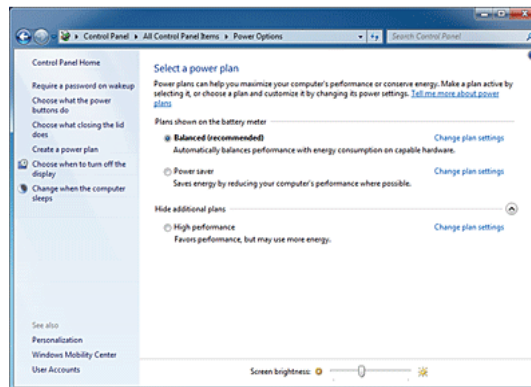 Control Panel ▸ All Control Panel Items ▸ Power Options
Search Control Panel
Control Panel Home
Require a password on wakeup
Choose what the power
buttons do
Choose what closing the lid
does
Create a power plan
Choose when to turn off the
display
Change when the computer
sleeps
See also
Personalization
Windows Mobility Center
User Accounts
Select a power plan
Power plans can help you maximize your computer's performance or conserve energy. Make a plan active by
selecting it, or choose a plan and customize it by changing its power settings. Tell me more about power
plans
Plans shown on the battery meter
Balanced (recommended) Change plan settings
Automatically balances performance with energy consumption on capable hardware.
Power saver Change plan settings
Saves energy by reducing your computer's performance where possible.
Hide additional plans
High performance Change plan settings
Favors performance, but may use more energy.
Screen brightness: